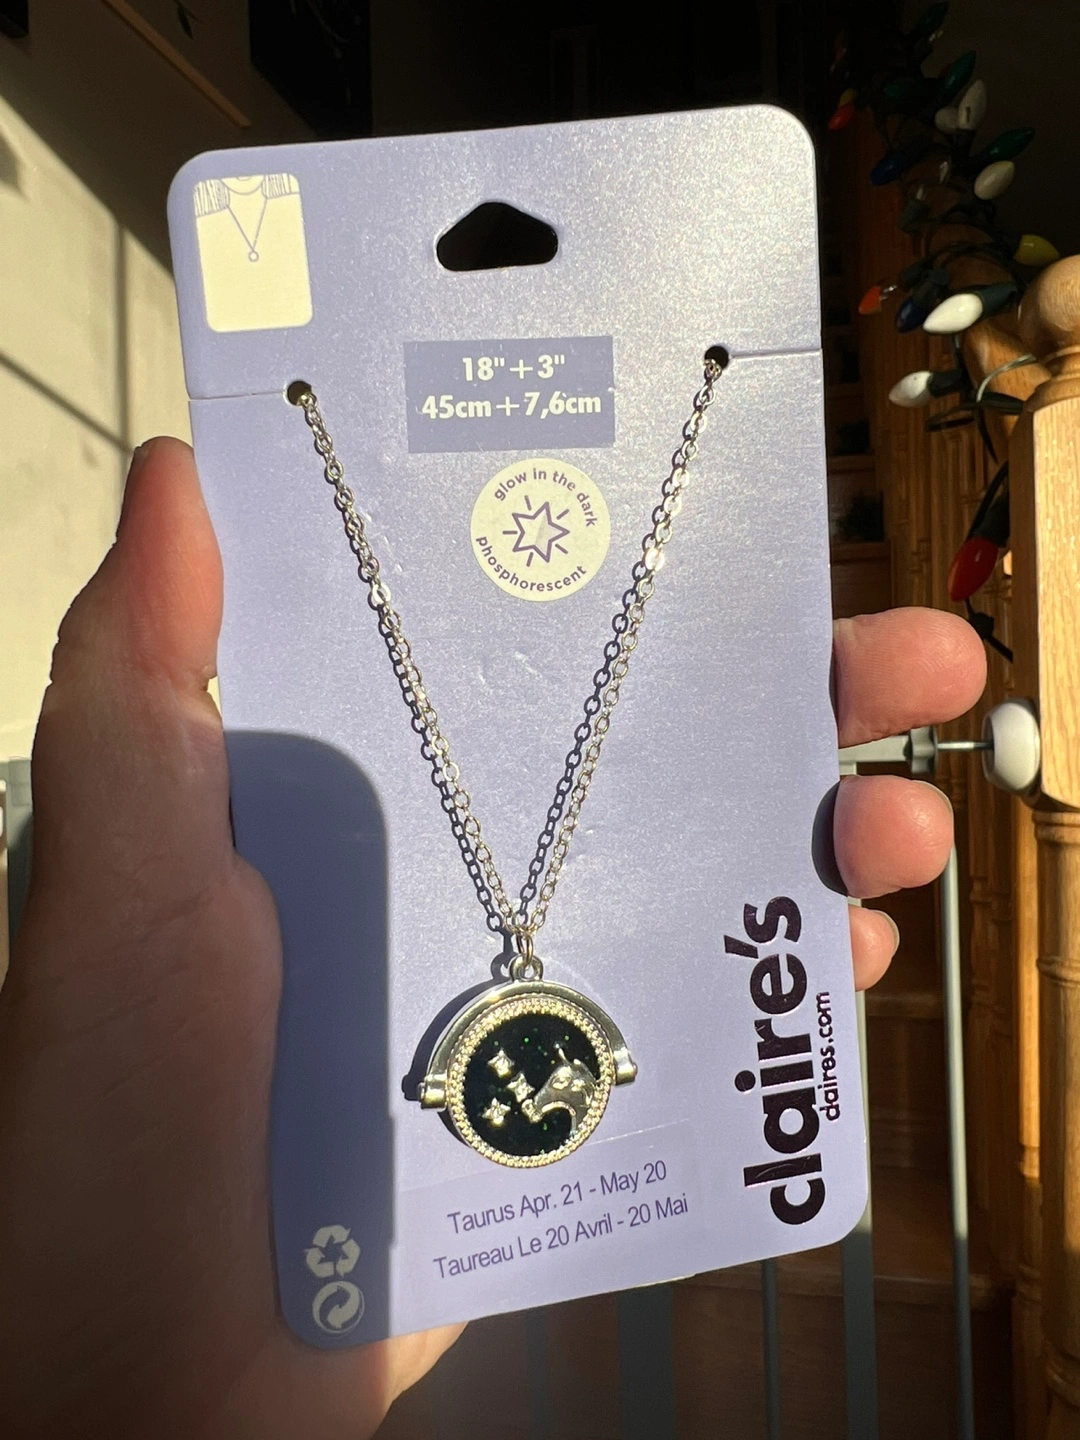 18"+3"
45cm+7,6cm
glow in the dark
phosphorescent
claire's
claires.com
Taurus Apr. 21 - May 20
Taureau Le 20 Avril - 20 Mai